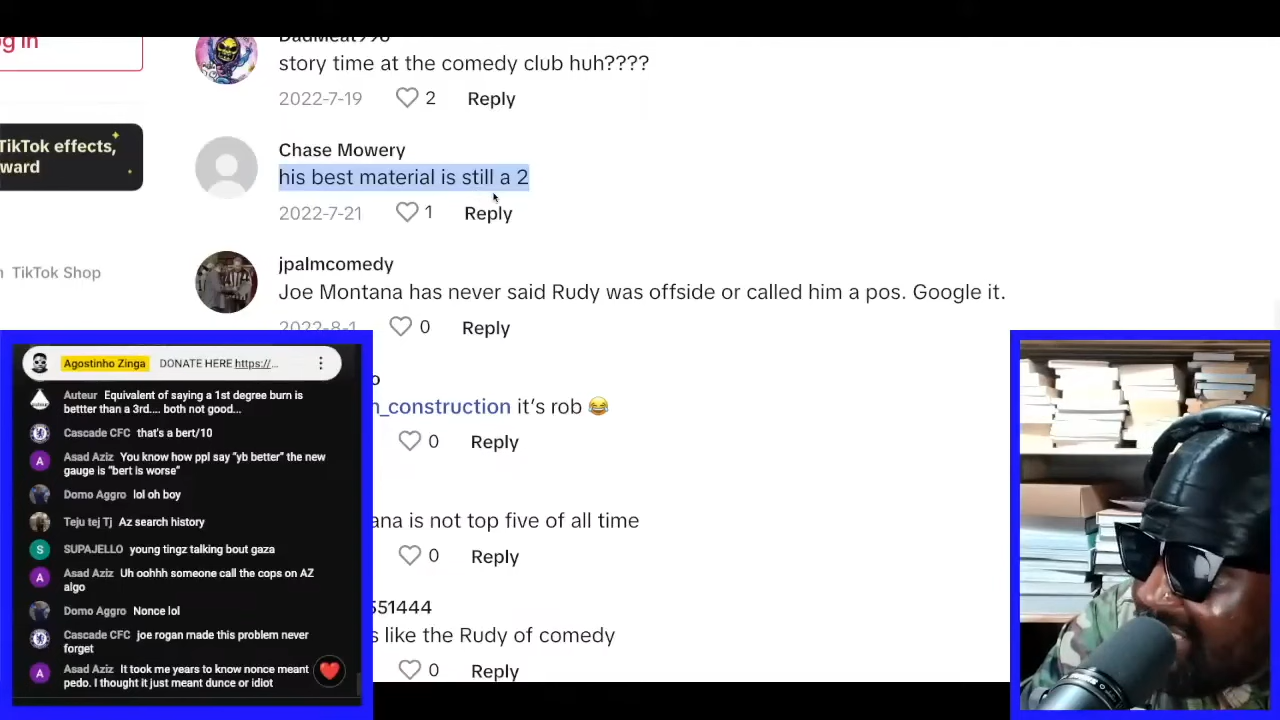 og in
TikTok effects,
ward
TikTok Shop
DadMeat998
story time at the comedy club huh????
2022-7-19 2 Reply
Chase Mowery
his best material is still a 2
2022-7-21 1 Reply
jpalmcomedy
Joe Montana has never said Rudy was offside or called him a pos. Google it.
2022-8-1 0 Reply
o
n_construction it’s rob 😂
0 Reply
ana is not top five of all time
0 Reply
551444
s like the Rudy of comedy
0 Reply
Agostinho Zinga DONATE HERE https://...
Auteur Equivalent of saying a 1st degree burn is
bettter than a 3rd.... both not good...
Cascade CFC that's a bert/10
A Asad Aziz You know how ppl say “yb better” the new
gauge is “bert is worse”
Domo Aggro lol oh boy
Teju tej Tj Az search history
S SUPAJELLO young tingz talking bout gaza
A Asad Aziz Uh oohhh someone call the cops on AZ
algo
Domo Aggro Nonce lol
Cascade CFC joe rogan made this problem never
forget
A Asad Aziz It took me years to know nonce meant
pedo. I thought it just meant dunce or idiot